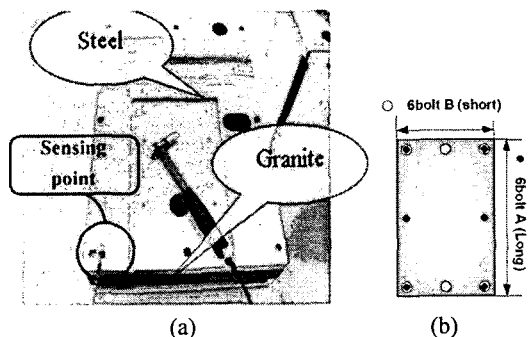 Steel
Sensing
point
Granite
6bolt B (short)
6bolt A (Long)
(a)
(b)